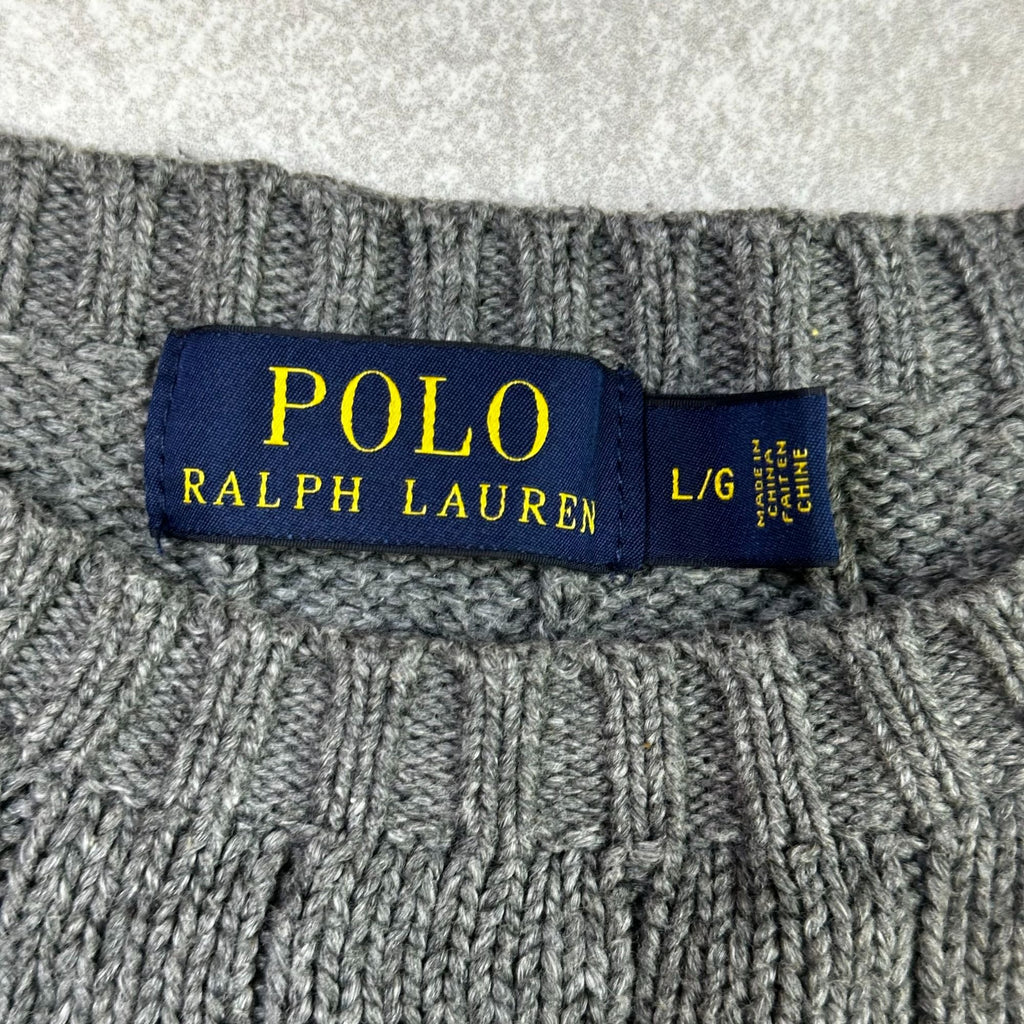 POLO
RALPH LAUREN
L/G
MADE IN
CHINA
FAIT EN
CHINE